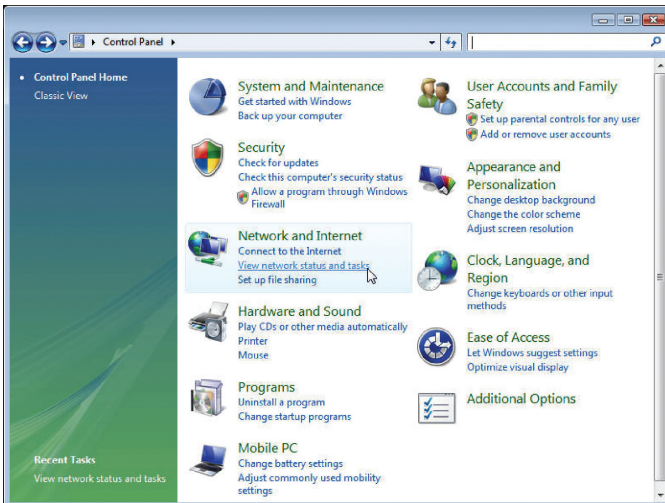 Control Panel
Control Panel Home
Classic View
Recent Tasks
View network status and tasks
System and Maintenance
Get started with Windows
Back up your computer
Security
Check for updates
Check this computer's security status
Allow a program through Windows
Firewall
Network and Internet
Connect to the Internet
View network status and tasks
Set up file sharing
Hardware and Sound
Play CDs or other media automatically
Printer
Mouse
Programs
Uninstall a program
Change startup programs
Mobile PC
Change battery settings
Adjust commonly used mobility
settings
User Accounts and Family
Safety
Set up parental controls for any user
Add or remove user accounts
Appearance and
Personalization
Change desktop background
Change the color scheme
Adjust screen resolution
Clock, Language, and
Region
Change keyboards or other input
methods
Ease of Access
Let Windows suggest settings
Optimize visual display
Additional Options